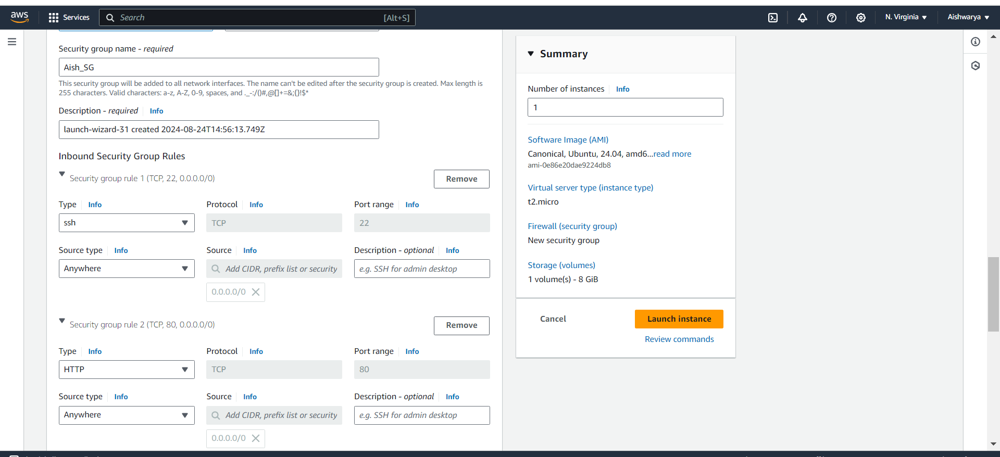 aws
Services
Search
[Alt+S]
N. Virginia
Aishwarya
Security group name - required
Aish_SG
This security group will be added to all network interfaces. The name can't be edited after the security group is created. Max length is
255 characters. Valid characters: a-z, A-Z, 0-9, spaces, and ._-:/()#,@[]+=&;{}!$*
Description - required Info
launch-wizard-31 created 2024-08-24T14:56:13.749Z
Inbound Security Group Rules
Security group rule 1 (TCP, 22, 0.0.0.0/0)
Remove
Type Info
Protocol Info
Port range Info
ssh
TCP
22
Source type Info
Source Info
Description - optional Info
Anywhere
Add CIDR, prefix list or security
e.g. SSH for admin desktop
0.0.0.0/0
Security group rule 2 (TCP, 80, 0.0.0.0/0)
Remove
Type Info
Protocol Info
Port range Info
HTTP
TCP
80
Source type Info
Source Info
Description - optional Info
Anywhere
Add CIDR, prefix list or security
e.g. SSH for admin desktop
0.0.0.0/0
Summary
Number of instances Info
1
Software Image (AMI)
Canonical, Ubuntu, 24.04, amd6...read more
ami-0e86e20dae9224db8
Virtual server type (instance type)
t2.micro
Firewall (security group)
New security group
Storage (volumes)
1 volume(s) - 8 GiB
Cancel
Launch instance
Review commands